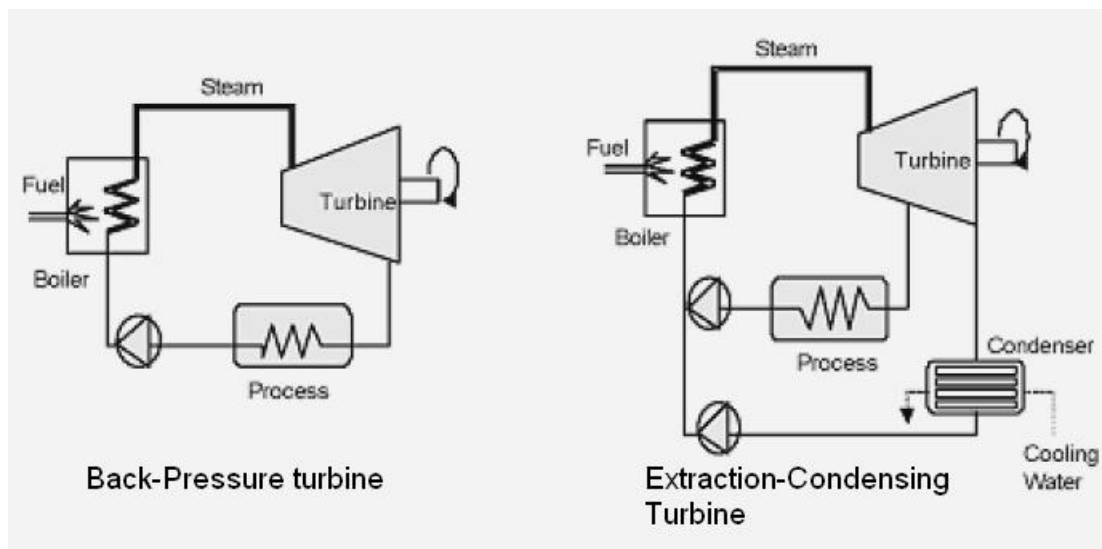 Steam
Fuel
Turbine
Boiler
Process
Back-Pressure turbine
Steam
Fuel
Turbine
Boiler
Process
Condenser
Cooling
Water
Extraction-Condensing
Turbine